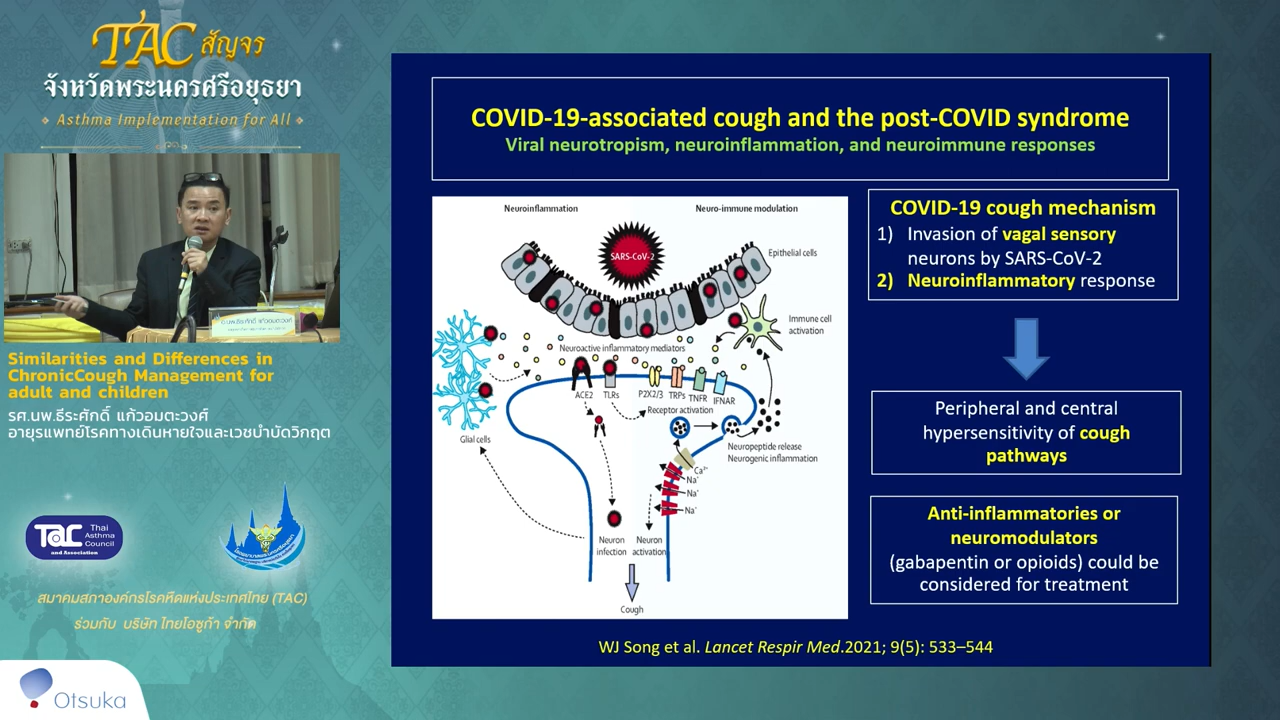 TAC สัญจร
จังหวัดพระนครศรีอยุธยา
Asthma Implementation for All
Similarities and Differences in
ChronicCough Management for
adult and children
รศ.นพ.ธีระศักดิ์ แก้วอมตะวงศ์
อายุรแพทย์โรคทางเดินหายใจและเวชบำบัดวิกฤต
TAC Thai
Asthma
Council
and Association
สมาคมสภาองค์กรโรคหืดแห่งประเทศไทย (TAC)
ร่วมกับ บริษัท ไทยโอซูก้า จำกัด
Otsuka
COVID-19-associated cough and the post-COVID syndrome
Viral neurotropism, neuroinflammation, and neuroimmune responses
Neuroinflammation
Neuro-immune modulation
SARS-CoV-2
Epithelial cells
Immune cell
activation
Neuroactive inflammatory mediators
ACE2
TLRs
P2X2/3
TRPs
TNFR
IFNAR
Receptor activation
Glial cells
Neuropeptide release
Neurogenic inflammation
Ca²⁺
Na⁺
Na⁺
Na⁺
Neuron
infection
Neuron
activation
Cough
COVID-19 cough mechanism
1) Invasion of vagal sensory
neurons by SARS-CoV-2
2) Neuroinflammatory response
Peripheral and central
hypersensitivity of cough
pathways
Anti-inflammatories or
neuromodulators
(gabapentin or opioids) could be
considered for treatment
WJ Song et al. Lancet Respir Med.2021; 9(5): 533–544